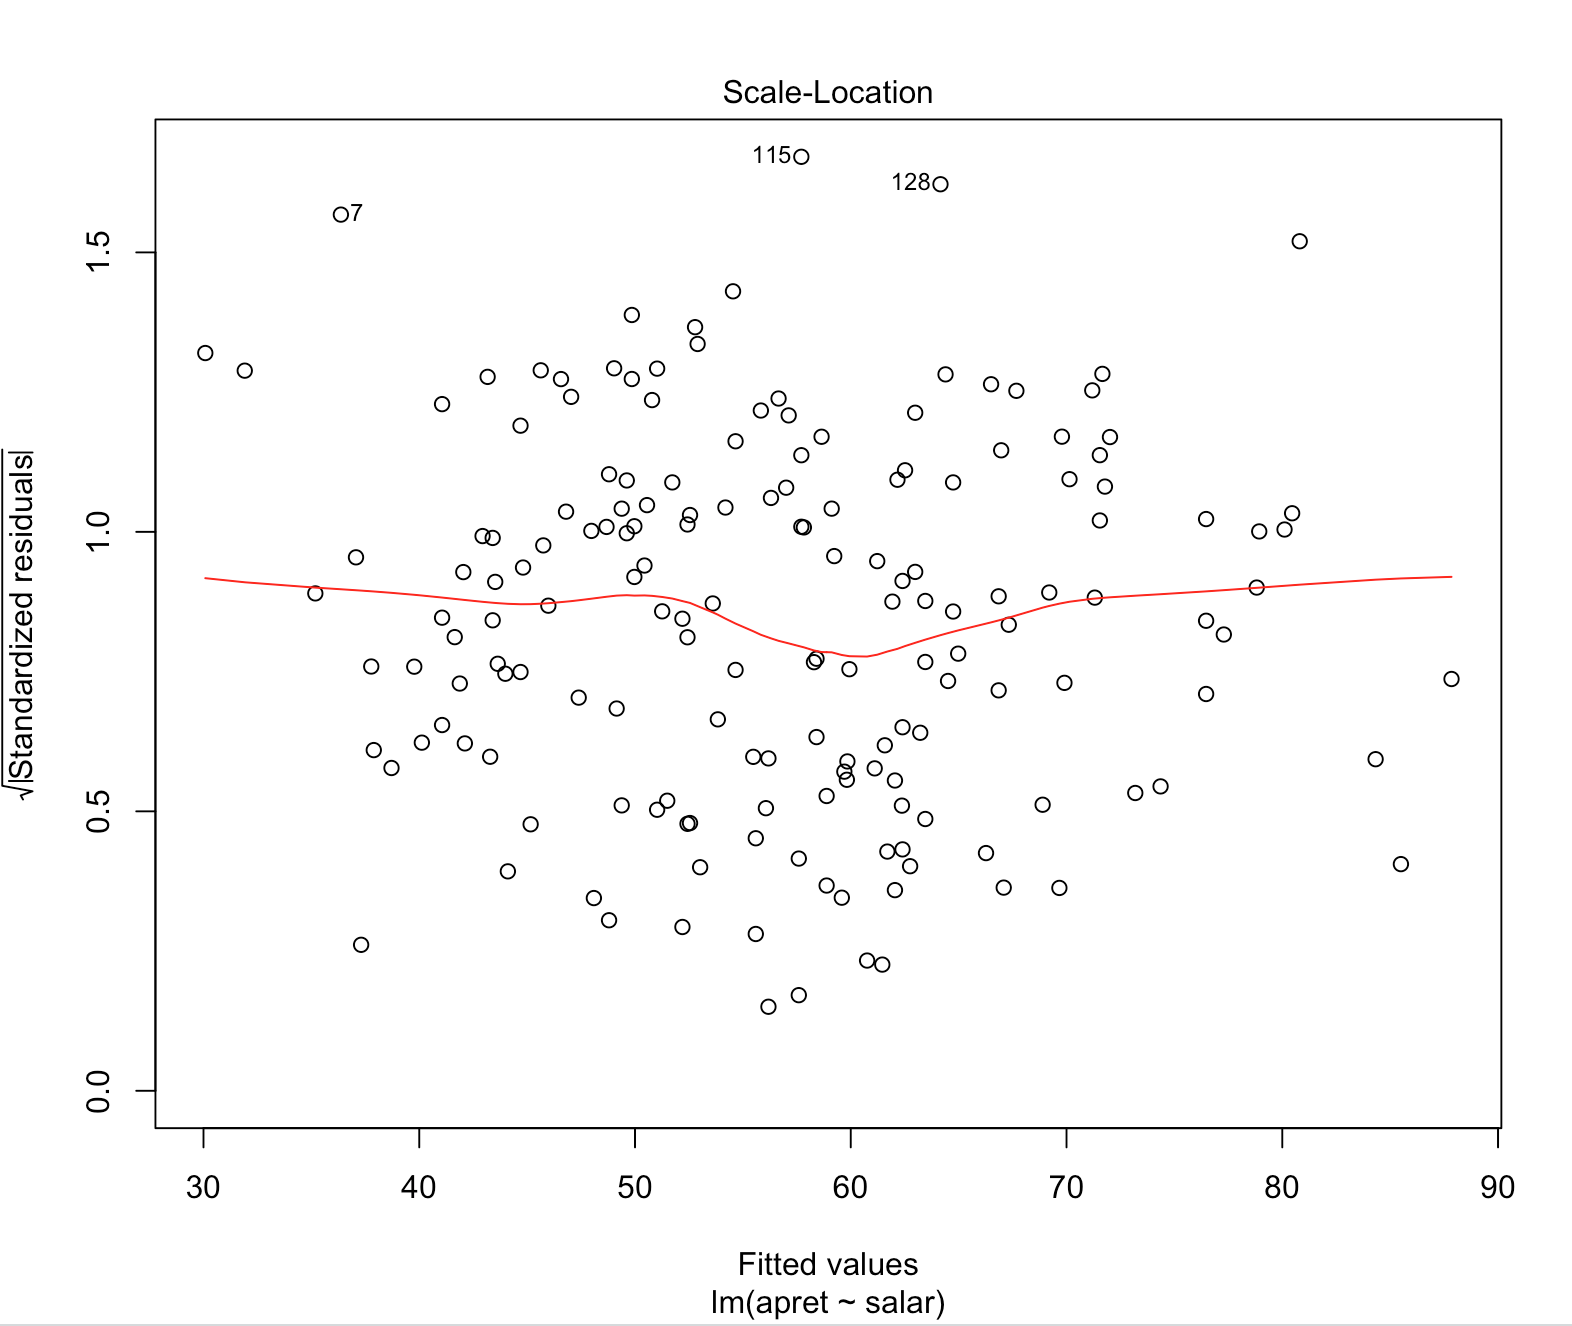 Scale-Location
115
128
7
√|Standardized residuals|
1.5
1.0
0.5
0.0
30 40 50 60 70 80 90
Fitted values
lm(apret ~ salar)